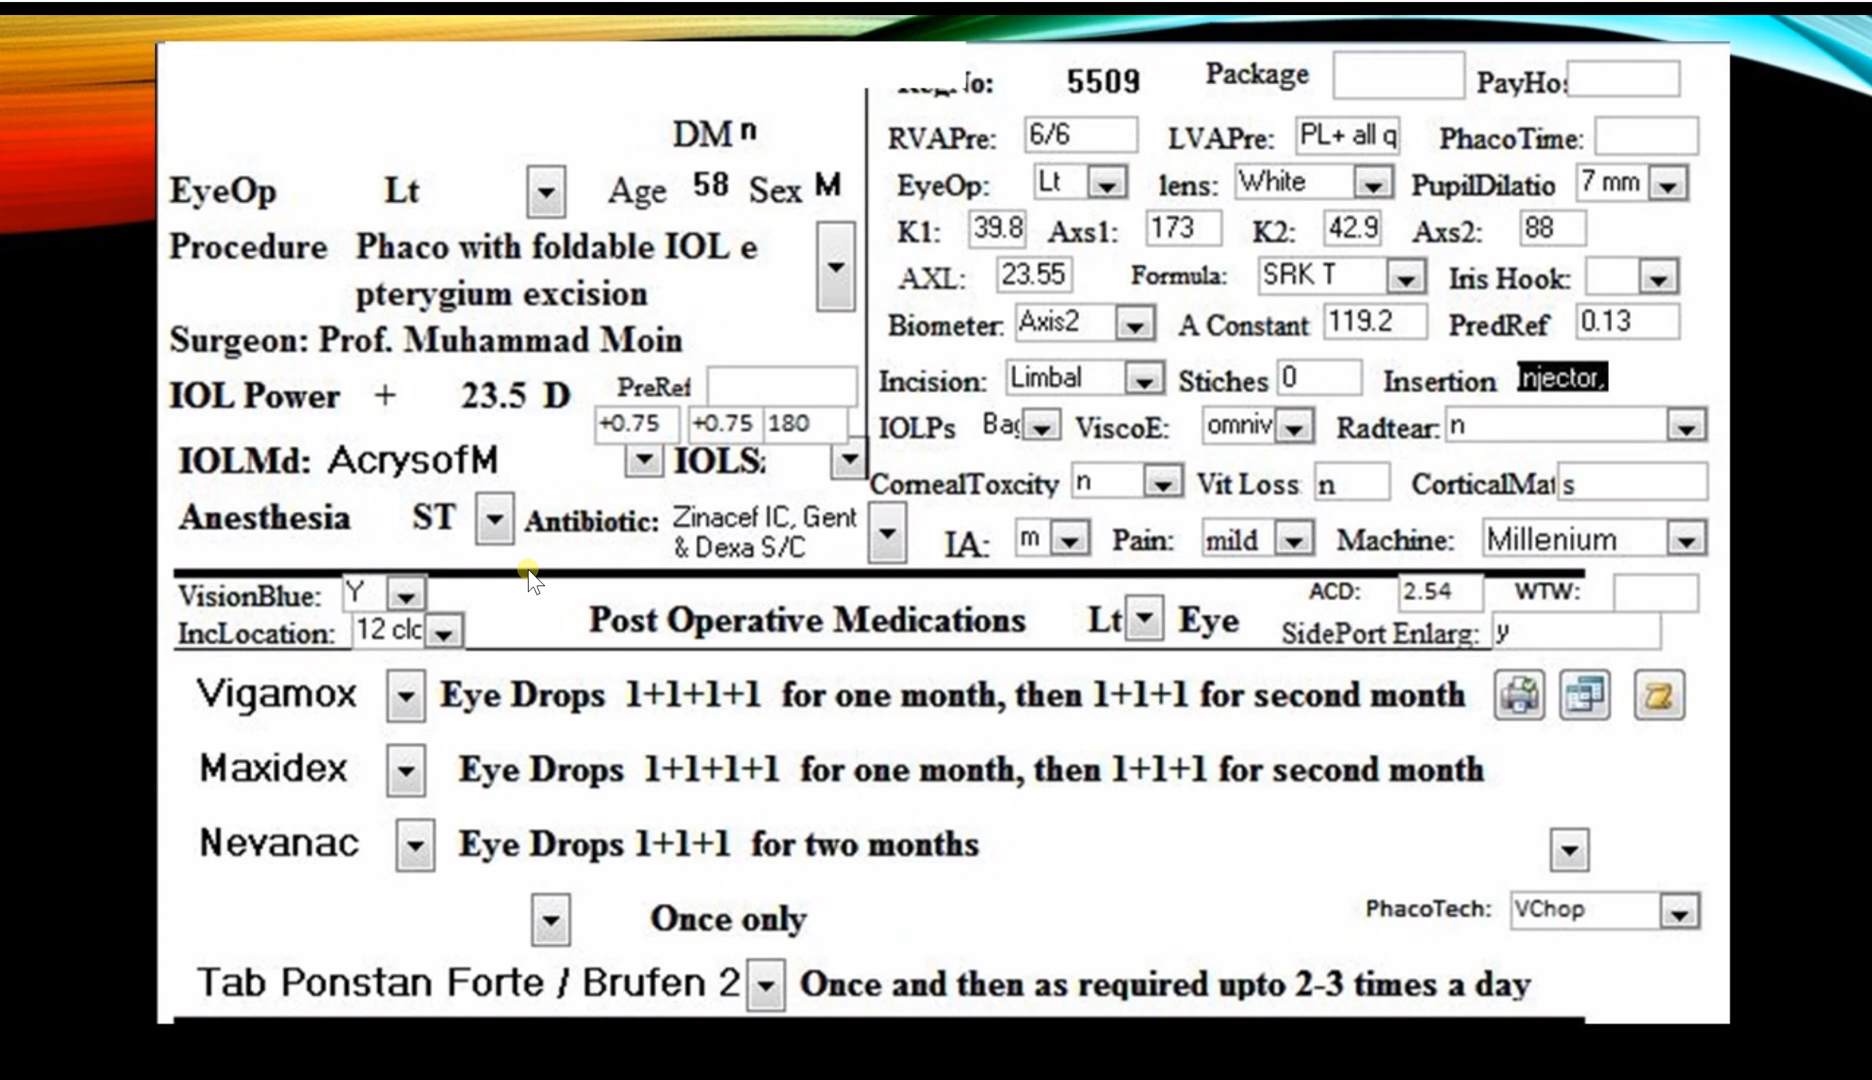 No: 5509 Package PayHo:
DM n
RVAPre: 6/6 LVAPre: PL+ all q PhacoTime:
EyeOp Lt Age 58 Sex M
EyeOp: Lt lens: White PupilDilatio 7 mm
K1: 39.8 Axs1: 173 K2: 42.9 Axs2: 88
Procedure Phaco with foldable IOL e
pterygium excision
AXL: 23.55 Formula: SRK T Iris Hook:
Surgeon: Prof. Muhammad Moin
Biometer: Axis2 A Constant 119.2 PredRef 0.13
IOL Power + 23.5 D PreRef
Incision: Limbal Stiches 0 Insertion njector,
+0.75 +0.75 180
IOLPs Bag ViscoE: omniv Radtear: n
IOLMd: AcrysofM IOLS:
CornealToxcity n Vit Loss n CorticalMat s
Anesthesia ST Antibiotic: Zinacef IC, Gent
& Dexa S/C
IA: m Pain: mild Machine: Millenium
VisionBlue: Y
ACD: 2.54 WTW:
IncLocation: 12 clc
Post Operative Medications Lt Eye
SidePort Enlarg: y
Vigamox Eye Drops 1+1+1+1 for one month, then 1+1+1 for second month
Maxidex Eye Drops 1+1+1+1 for one month, then 1+1+1 for second month
Nevanac Eye Drops 1+1+1 for two months
Once only
PhacoTech: VChop
Tab Ponstan Forte / Brufen 2 Once and then as required upto 2-3 times a day